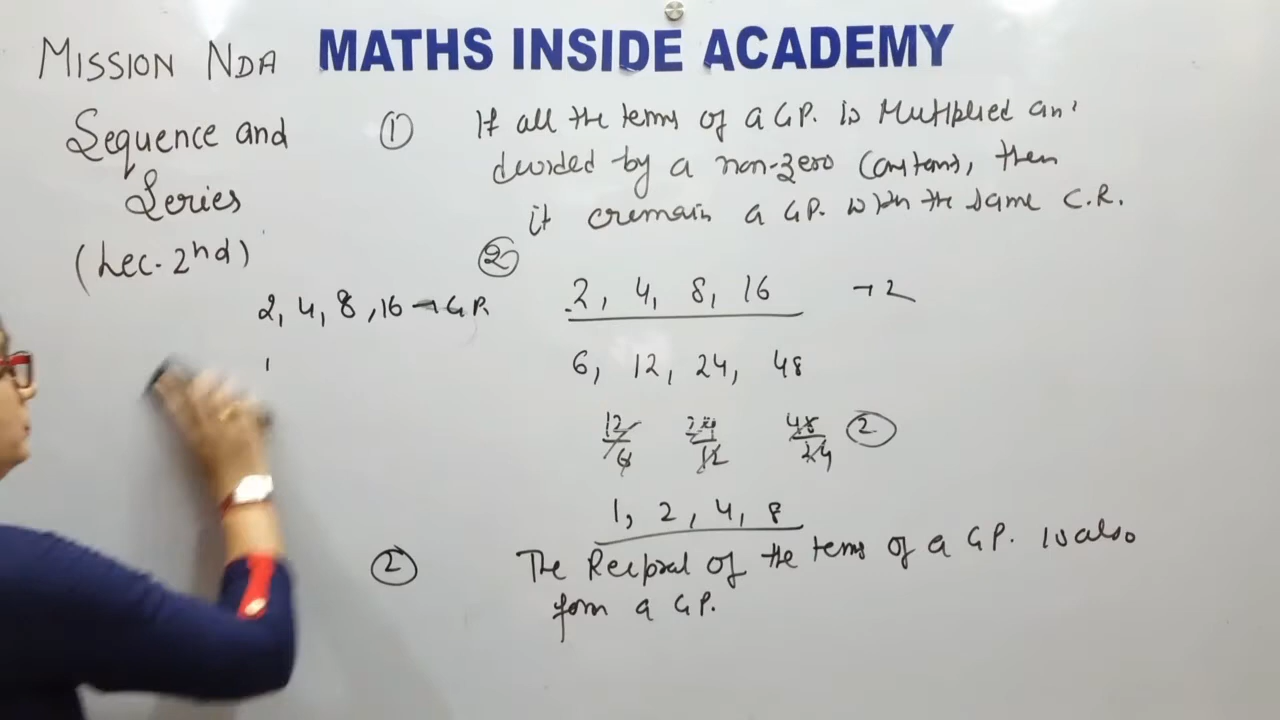 MISSION NDA
MATHS INSIDE ACADEMY
Sequence and
Series
(Lec. 2nd)
① If all the terms of a G.P. is Multiplied an
devided by a non-zero Constant, then
it remain a G.P. with the same C.R.
②
2, 4, 8, 16 → G.P.
2, 4, 8, 16 → 2
1
6, 12, 24, 48
12/6 24/12 48/24 ②
1, 2, 4, 8
② The Recipral of the terms of a G.P. is also
form a G.P.